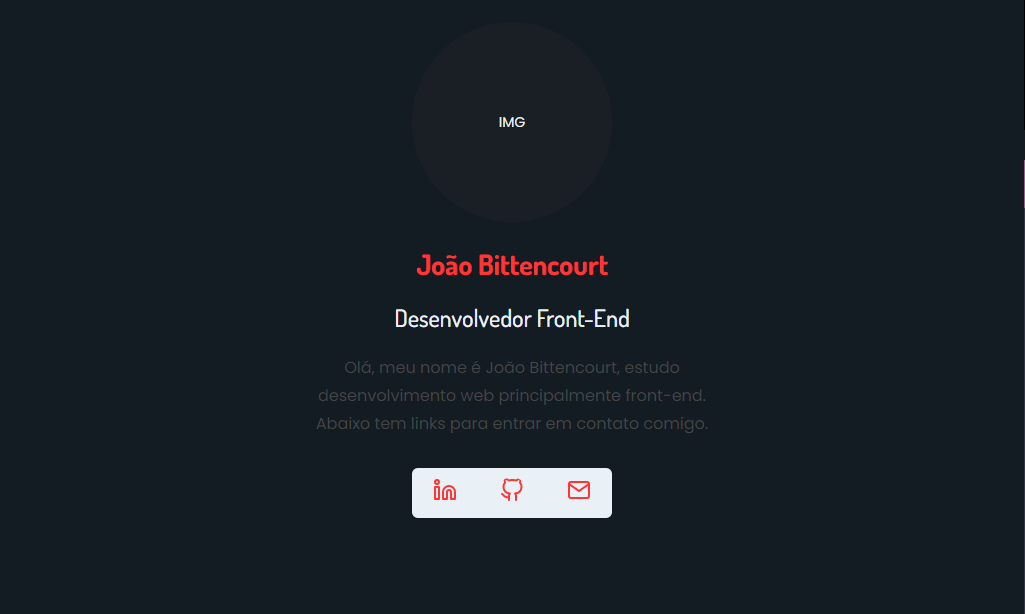 IMG
João Bittencourt
Desenvolvedor Front-End
Olá, meu nome é João Bittencourt, estudo
desenvolvimento web principalmente front-end.
Abaixo tem links para entrar em contato comigo.